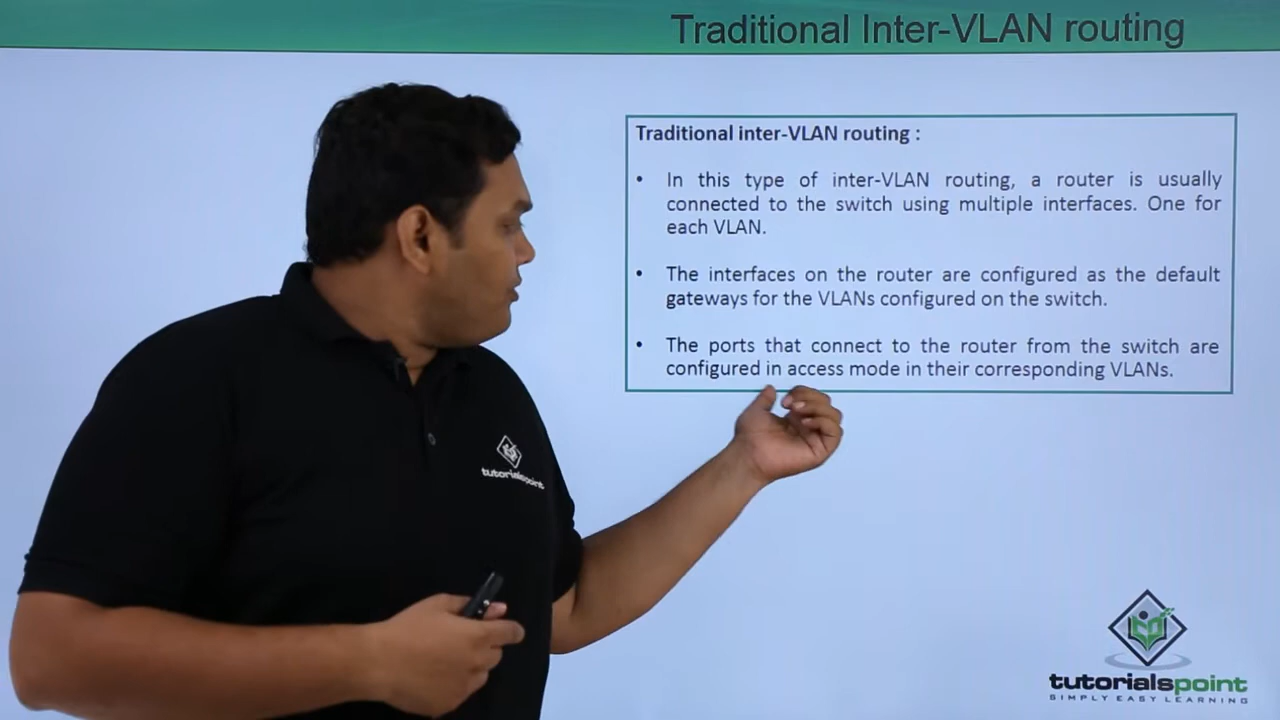 Traditional Inter-VLAN routing
Traditional inter-VLAN routing :
• In this type of inter-VLAN routing, a router is usually
connected to the switch using multiple interfaces. One for
each VLAN.
• The interfaces on the router are configured as the default
gateways for the VLANs configured on the switch.
• The ports that connect to the router from the switch are
configured in access mode in their corresponding VLANs.
tutorialspoint
tutorialspoint
SIMPLY EASY LEARNING